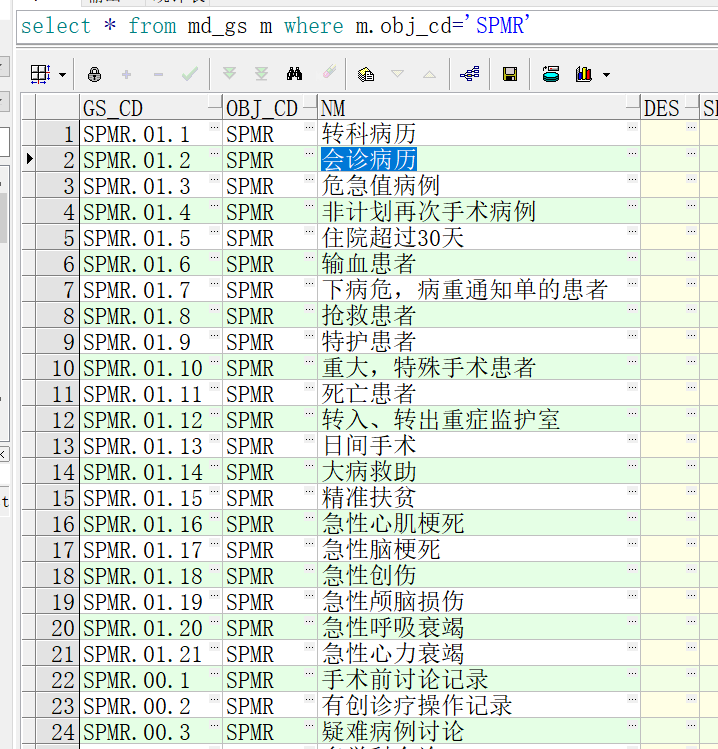 select * from md_gs m where m.obj_cd='SPMR'
GS_CD OBJ_CD NM DES
1 SPMR.01.1 SPMR 转科病历
2 SPMR.01.2 SPMR 会诊病历
3 SPMR.01.3 SPMR 危急值病例
4 SPMR.01.4 SPMR 非计划再次手术病例
5 SPMR.01.5 SPMR 住院超过30天
6 SPMR.01.6 SPMR 输血患者
7 SPMR.01.7 SPMR 下病危，病重通知单的患者
8 SPMR.01.8 SPMR 抢救患者
9 SPMR.01.9 SPMR 特护患者
10 SPMR.01.10 SPMR 重大，特殊手术患者
11 SPMR.01.11 SPMR 死亡患者
12 SPMR.01.12 SPMR 转入、转出重症监护室
13 SPMR.01.13 SPMR 日间手术
14 SPMR.01.14 SPMR 大病救助
15 SPMR.01.15 SPMR 精准扶贫
16 SPMR.01.16 SPMR 急性心肌梗死
17 SPMR.01.17 SPMR 急性脑梗死
18 SPMR.01.18 SPMR 急性创伤
19 SPMR.01.19 SPMR 急性颅脑损伤
20 SPMR.01.20 SPMR 急性呼吸衰竭
21 SPMR.01.21 SPMR 急性心力衰竭
22 SPMR.00.1 SPMR 手术前讨论记录
23 SPMR.00.2 SPMR 有创诊疗操作记录
24 SPMR.00.3 SPMR 疑难病例讨论